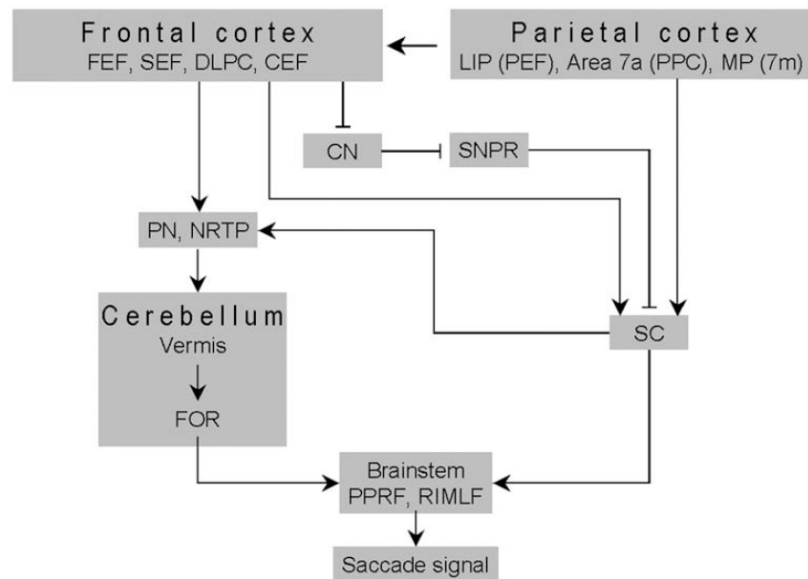 Frontal cortex
FEF, SEF, DLPC, CEF
Parietal cortex
LIP (PEF), Area 7a (PPC), MP (7m)
CN
SNPR
PN, NRTP
Cerebellum
Vermis
FOR
SC
Brainstem
PPRF, RIMLF
Saccade signal